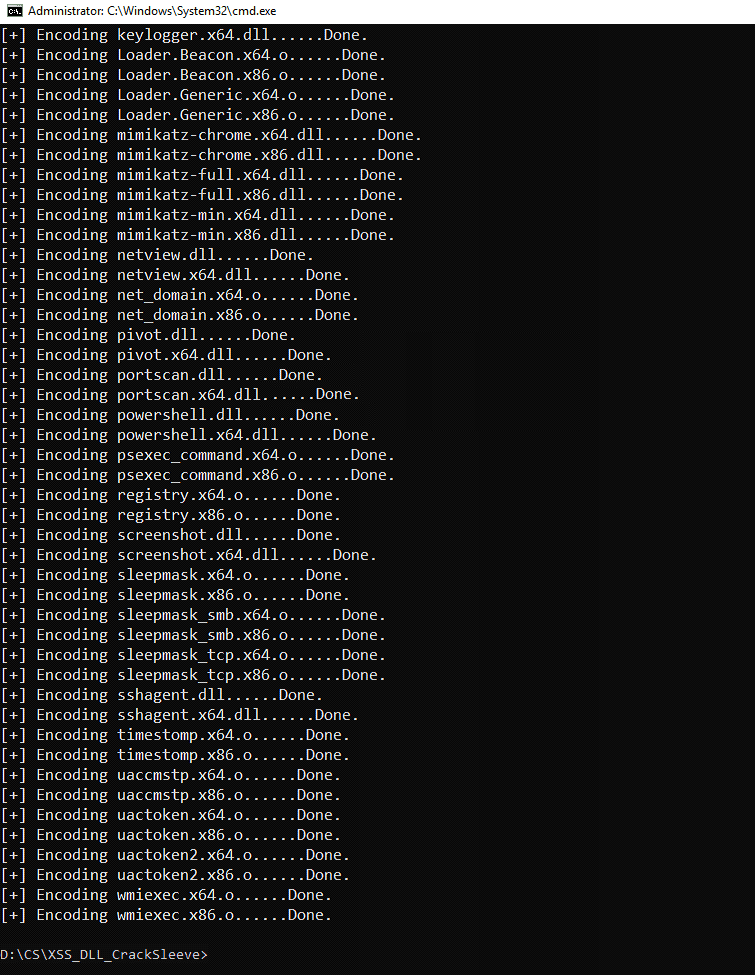 Administrator: C:\Windows\System32\cmd.exe
[+] Encoding keylogger.x64.dll......Done.
[+] Encoding Loader.Beacon.x64.o......Done.
[+] Encoding Loader.Beacon.x86.o......Done.
[+] Encoding Loader.Generic.x64.o......Done.
[+] Encoding Loader.Generic.x86.o......Done.
[+] Encoding mimikatz-chrome.x64.dll......Done.
[+] Encoding mimikatz-chrome.x86.dll......Done.
[+] Encoding mimikatz-full.x64.dll......Done.
[+] Encoding mimikatz-full.x86.dll......Done.
[+] Encoding mimikatz-min.x64.dll......Done.
[+] Encoding mimikatz-min.x86.dll......Done.
[+] Encoding netview.dll......Done.
[+] Encoding netview.x64.dll......Done.
[+] Encoding net_domain.x64.o......Done.
[+] Encoding net_domain.x86.o......Done.
[+] Encoding pivot.dll......Done.
[+] Encoding pivot.x64.dll......Done.
[+] Encoding portscan.dll......Done.
[+] Encoding portscan.x64.dll......Done.
[+] Encoding powershell.dll......Done.
[+] Encoding powershell.x64.dll......Done.
[+] Encoding psexec_command.x64.o......Done.
[+] Encoding psexec_command.x86.o......Done.
[+] Encoding registry.x64.o......Done.
[+] Encoding registry.x86.o......Done.
[+] Encoding screenshot.dll......Done.
[+] Encoding screenshot.x64.dll......Done.
[+] Encoding sleepmask.x64.o......Done.
[+] Encoding sleepmask.x86.o......Done.
[+] Encoding sleepmask_smb.x64.o......Done.
[+] Encoding sleepmask_smb.x86.o......Done.
[+] Encoding sleepmask_tcp.x64.o......Done.
[+] Encoding sleepmask_tcp.x86.o......Done.
[+] Encoding sshagent.dll......Done.
[+] Encoding sshagent.x64.dll......Done.
[+] Encoding timestomp.x64.o......Done.
[+] Encoding timestomp.x86.o......Done.
[+] Encoding uaccmstp.x64.o......Done.
[+] Encoding uaccmstp.x86.o......Done.
[+] Encoding uactoken.x64.o......Done.
[+] Encoding uactoken.x86.o......Done.
[+] Encoding uactoken2.x64.o......Done.
[+] Encoding uactoken2.x86.o......Done.
[+] Encoding wmiexec.x64.o......Done.
[+] Encoding wmiexec.x86.o......Done.
D:\CS\XSS_DLL_CrackSleeve>